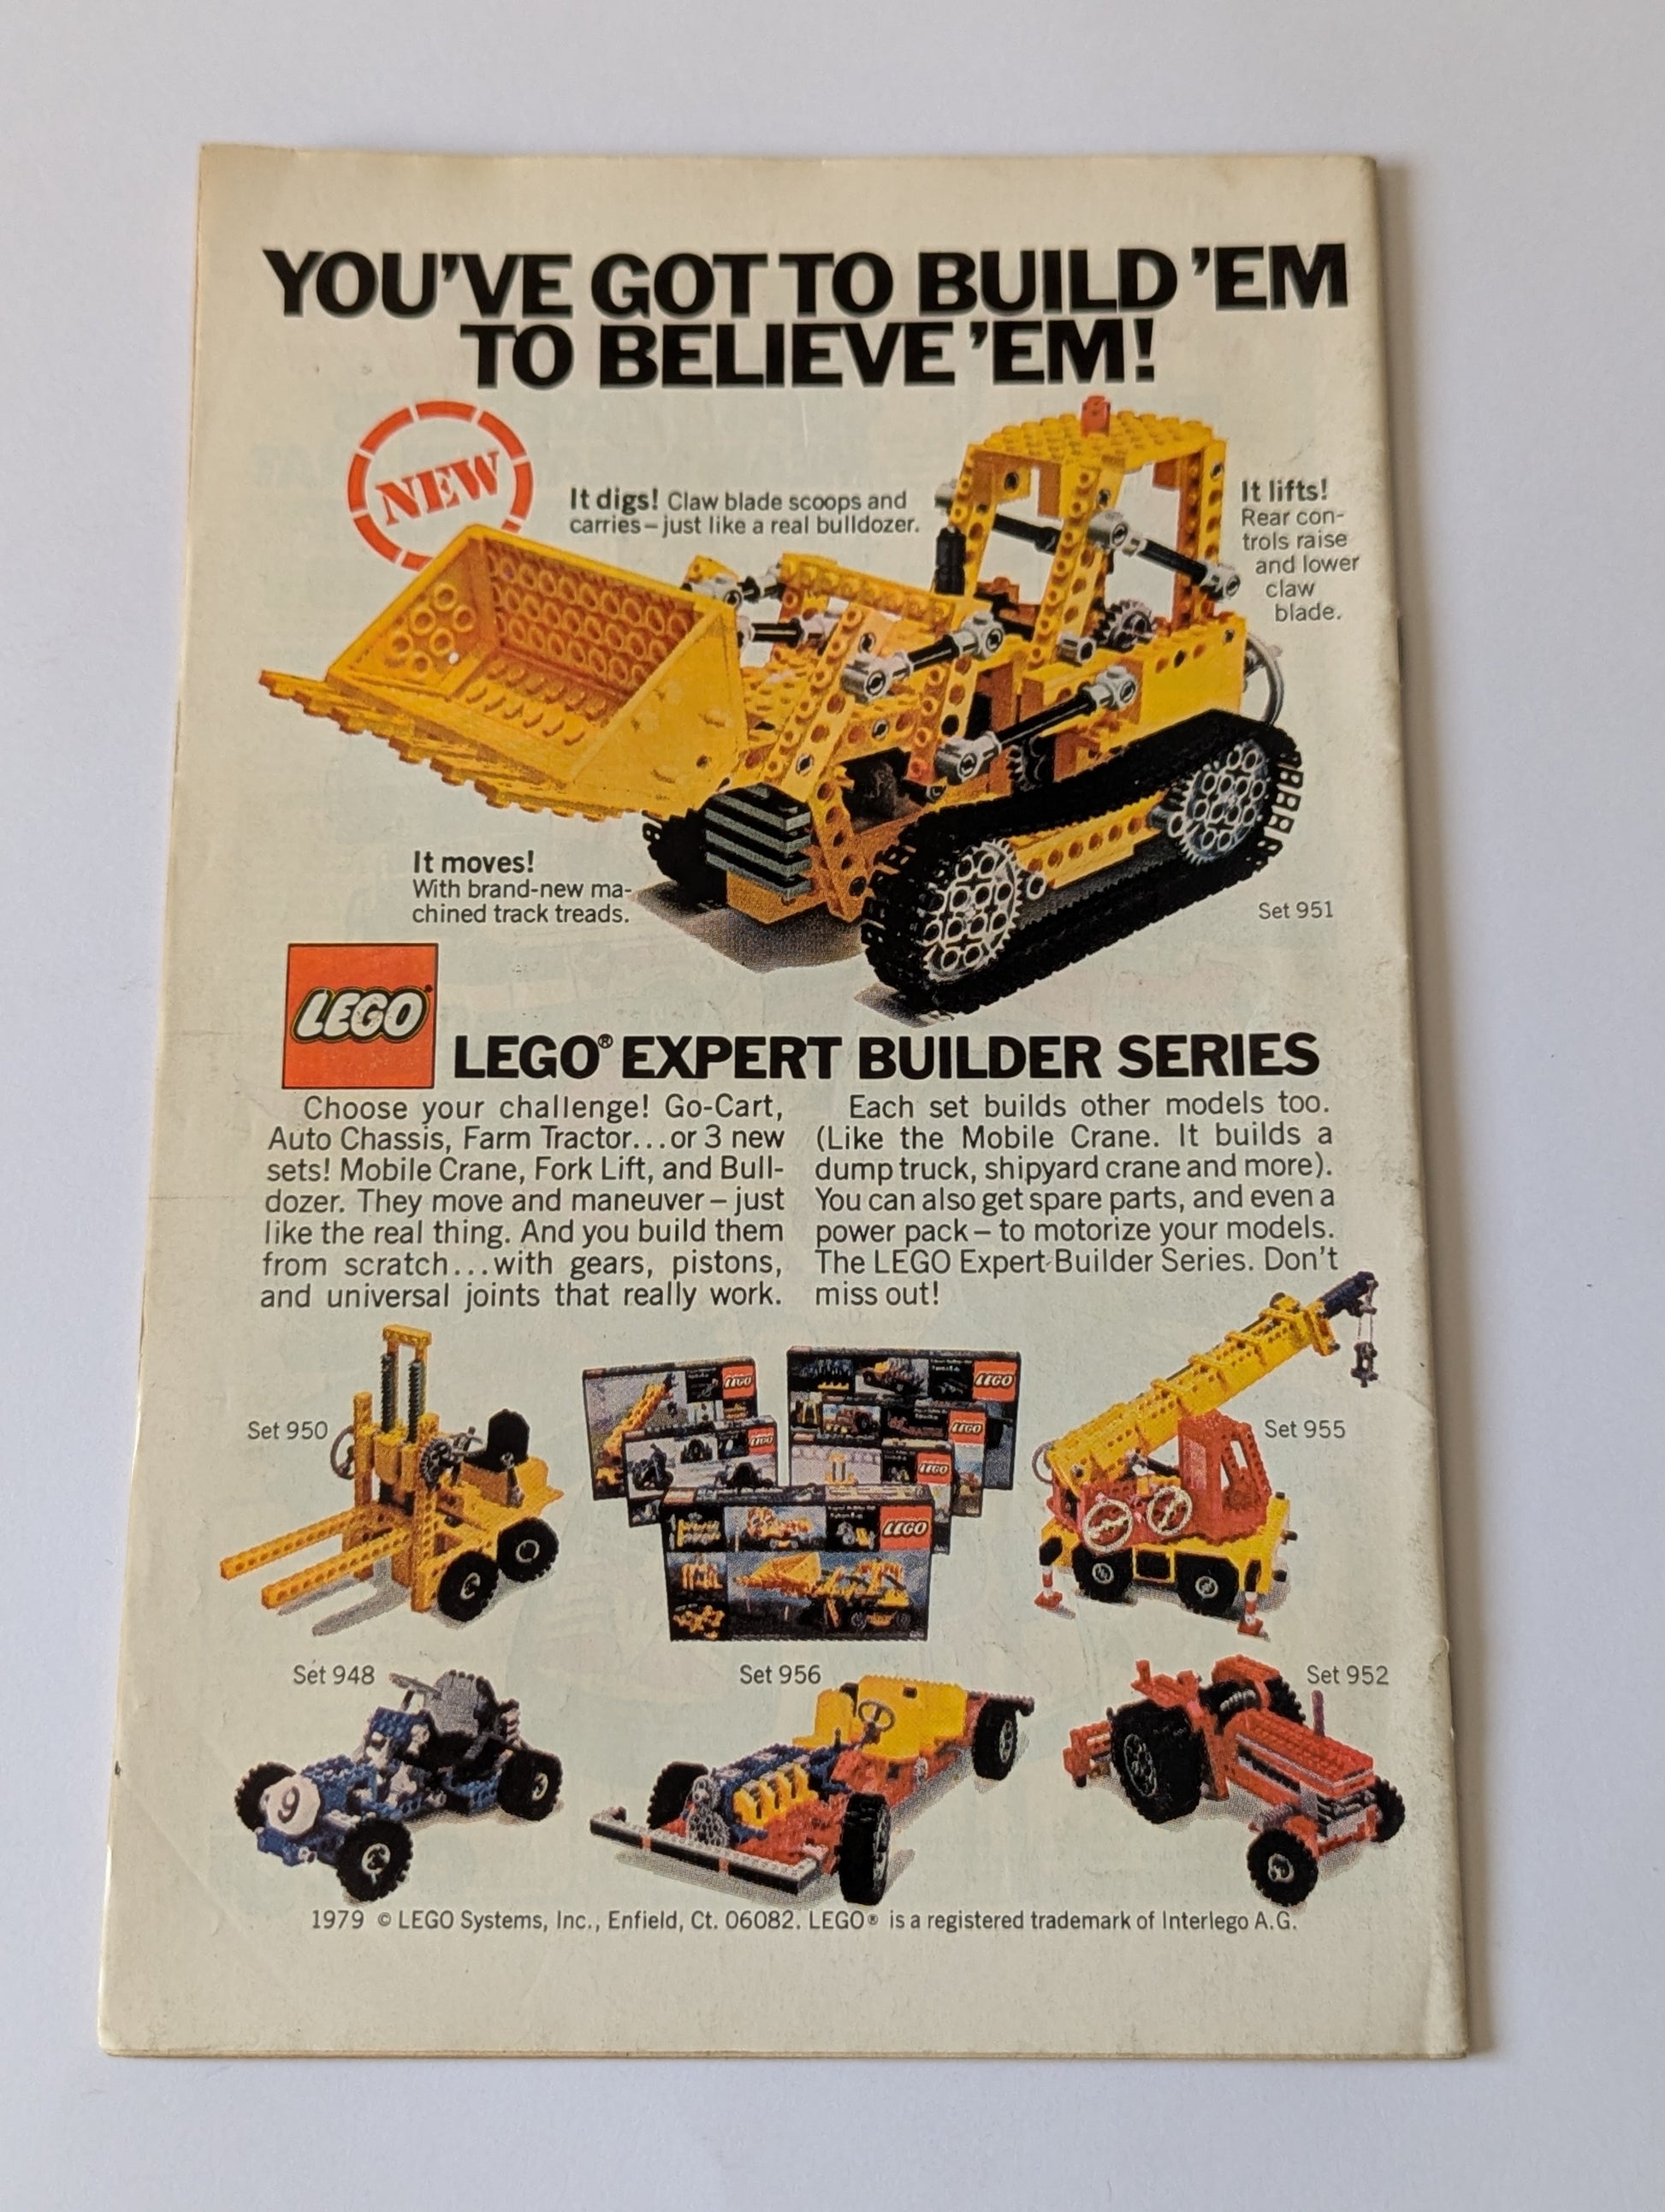 YOU'VE GOT TO BUILD 'EM
TO BELIEVE 'EM!
NEW
It digs! Claw blade scoops and
carries – just like a real bulldozer.
It lifts!
Rear con-
trols raise
and lower
claw
blade.
It moves!
With brand-new ma-
chined track treads.
Set 951
LEGO®
LEGO® EXPERT BUILDER SERIES
Choose your challenge! Go-Cart,
Auto Chassis, Farm Tractor...or 3 new
sets! Mobile Crane, Fork Lift, and Bull-
dozer. They move and maneuver – just
like the real thing. And you build them
from scratch...with gears, pistons,
and universal joints that really work.
Each set builds other models too.
(Like the Mobile Crane. It builds a
dump truck, shipyard crane and more).
You can also get spare parts, and even a
power pack – to motorize your models.
The LEGO Expert Builder Series. Don't
miss out!
Set 950
LEGO
LEGO
LEGO
LEGO
LEGO
LEGO
Set 955
Set 948
9
Set 956
Set 952
1979 © LEGO Systems, Inc., Enfield, Ct. 06082. LEGO® is a registered trademark of Interlego A.G.